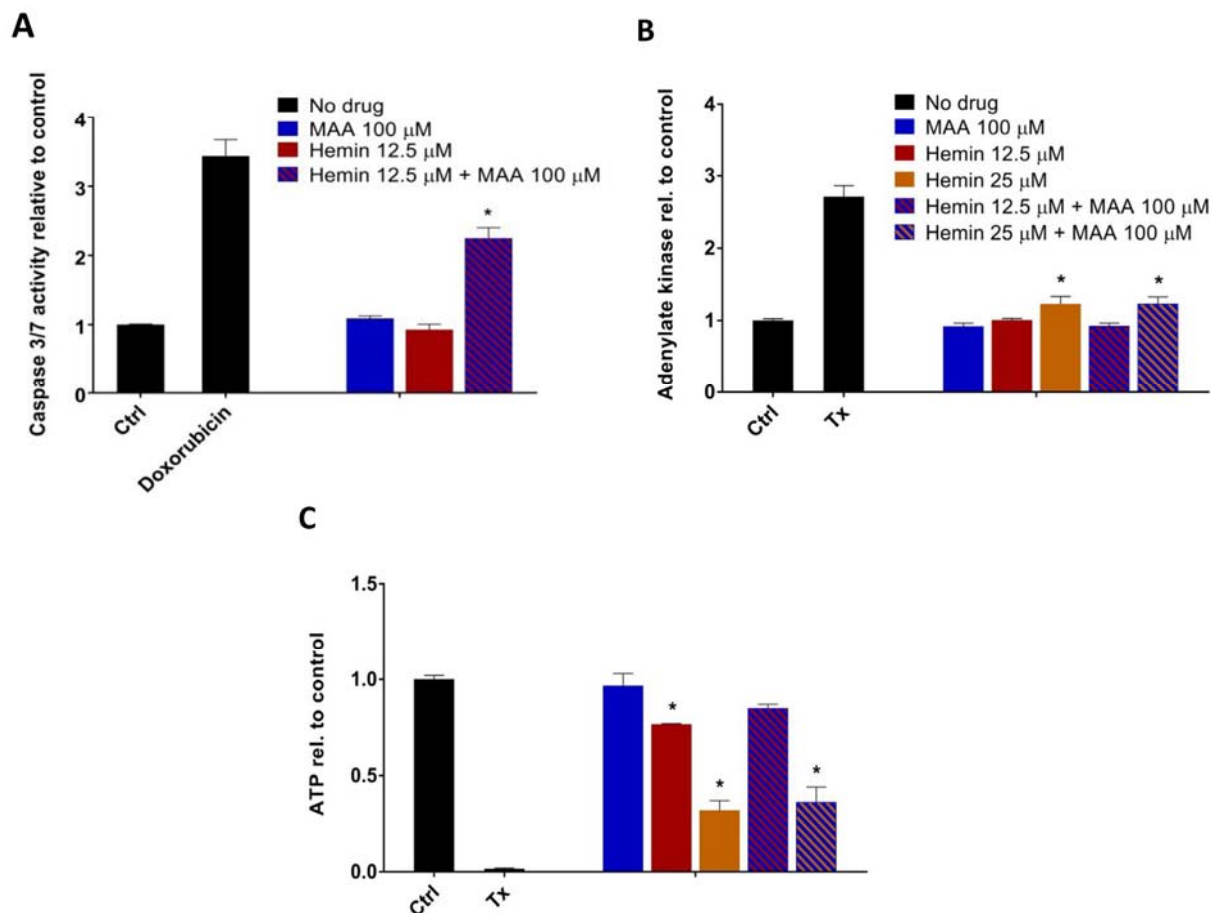 A
Caspase 3/7 activity relative to control
4
3
2
1
0
No drug
MAA 100 μM
Hemin 12.5 μM
Hemin 12.5 μM + MAA 100 μM
*
Ctrl
Doxorubicin
B
Adenylate kinase rel. to control
4
3
2
1
0
No drug
MAA 100 μM
Hemin 12.5 μM
Hemin 25 μM
Hemin 12.5 μM + MAA 100 μM
Hemin 25 μM + MAA 100 μM
* *
Ctrl
Tx
C
ATP rel. to control
1.5
1.0
0.5
0.0
*
*
*
Ctrl
Tx